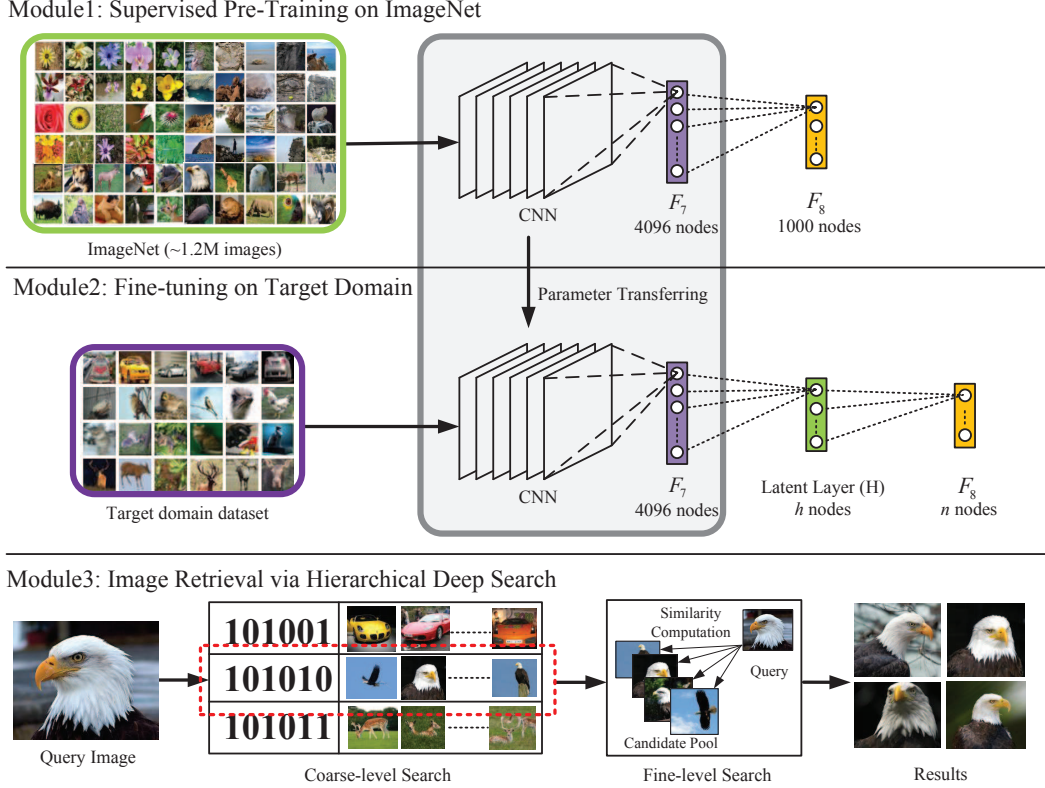 Module1: Supervised Pre-Training on ImageNet
CNN
F7
4096 nodes
F8
1000 nodes
ImageNet (~1.2M images)
Module2: Fine-tuning on Target Domain
Parameter Transferring
CNN
F7
4096 nodes
Latent Layer (H)
h nodes
F8
n nodes
Target domain dataset
Module3: Image Retrieval via Hierarchical Deep Search
101001
101010
101011
Similarity
Computation
Query
Candidate Pool
Query Image
Coarse-level Search
Fine-level Search
Results